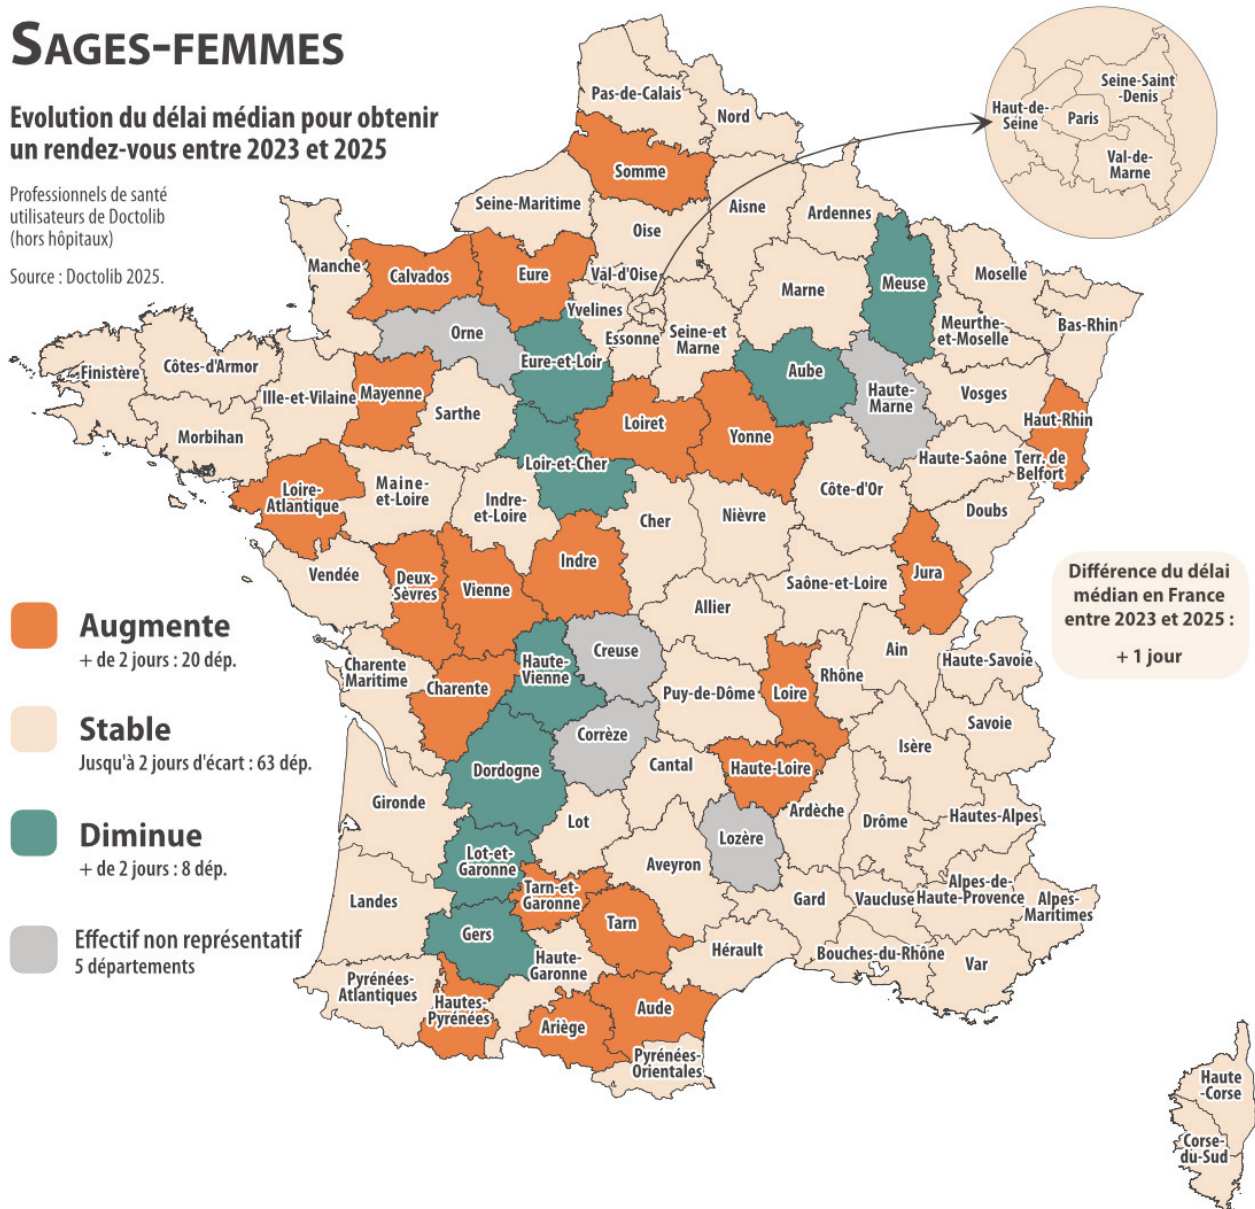 SAGES-FEMMES
Evolution du délai médian pour obtenir
un rendez-vous entre 2023 et 2025
Professionnels de santé
utilisateurs de Doctolib
(hors hôpitaux)
Source : Doctolib 2025.
Pas-de-Calais
Nord
Somme
Seine-Maritime
Aisne
Ardennes
Oise
Haut-de-
Seine
Paris
Seine-Saint
-Denis
Val-de-
Marne
Manche
Calvados
Eure
Val-d'Oise
Marne
Meuse
Moselle
Yvelines
Orne
Essonne
Seine-et
Marne
Meurthe-
et-Moselle
Bas-Rhin
Finistère
Côtes-d'Armor
Eure-et-Loir
Aube
Haute-
Marne
Vosges
Ille-et-Vilaine
Mayenne
Sarthe
Loiret
Yonne
Haut-Rhin
Morbihan
Loir-et-Cher
Haute-Saône
Terr. de
Belfort
Loire-
Atlantique
Maine-
et-Loire
Indre-
et-Loire
Cher
Nièvre
Côte-d'Or
Doubs
Vendée
Deux-
Sèvres
Vienne
Indre
Saône-et-Loire
Jura
Allier
Différence du délai
médian en France
entre 2023 et 2025 :
+ 1 jour
Augmente
+ de 2 jours : 20 dép.
Charente
Maritime
Charente
Haute-
Vienne
Creuse
Puy-de-Dôme
Loire
Rhône
Ain
Haute-Savoie
Stable
Jusqu'à 2 jours d'écart : 63 dép.
Corrèze
Savoie
Isère
Gironde
Dordogne
Cantal
Haute-Loire
Diminue
+ de 2 jours : 8 dép.
Lot
Ardèche
Drôme
Hautes-Alpes
Lozère
Lot-et-
Garonne
Aveyron
Landes
Tarn-et-
Garonne
Gard
Vaucluse
Alpes-de-
Haute-Provence
Alpes-
Maritimes
Effectif non représentatif
5 départements
Gers
Tarn
Hérault
Haute-
Garonne
Bouches-du-Rhône
Var
Pyrénées-
Atlantiques
Hautes-
Pyrénées
Ariège
Aude
Pyrénées-
Orientales
Haute
-Corse
Corse-
du-Sud